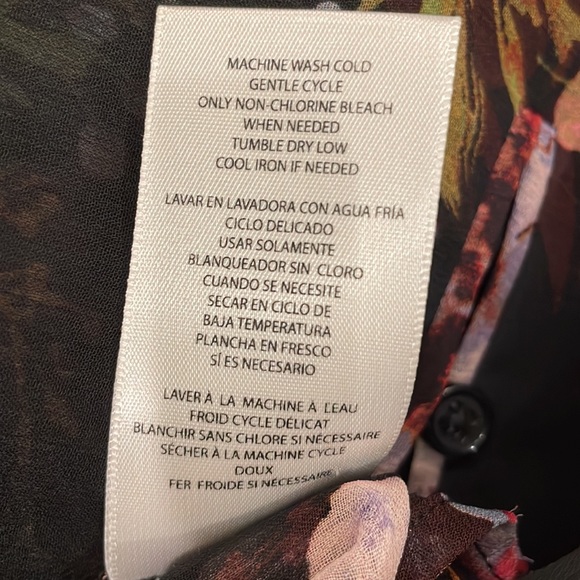 MACHINE WASH COLD
GENTLE CYCLE
ONLY NON-CHLORINE BLEACH
WHEN NEEDED
TUMBLE DRY LOW
COOL IRON IF NEEDED
LAVAR EN LAVADORA CON AGUA FRÍA
CICLO DELICADO
USAR SOLAMENTE
BLANQUEADOR SIN CLORO
CUANDO SE NECESITE
SECAR EN CICLO DE
BAJA TEMPERATURA
PLANCHA EN FRESCO
SÍ ES NECESARIO
LAVER À LA MACHINE À L'EAU
FROID CYCLE DÉLICAT
BLANCHIR SANS CHLORE SI NÉCESSAIRE
SÉCHER À LA MACHINE CYCLE
DOUX
FER FROIDE SI NÉCESSAIRE